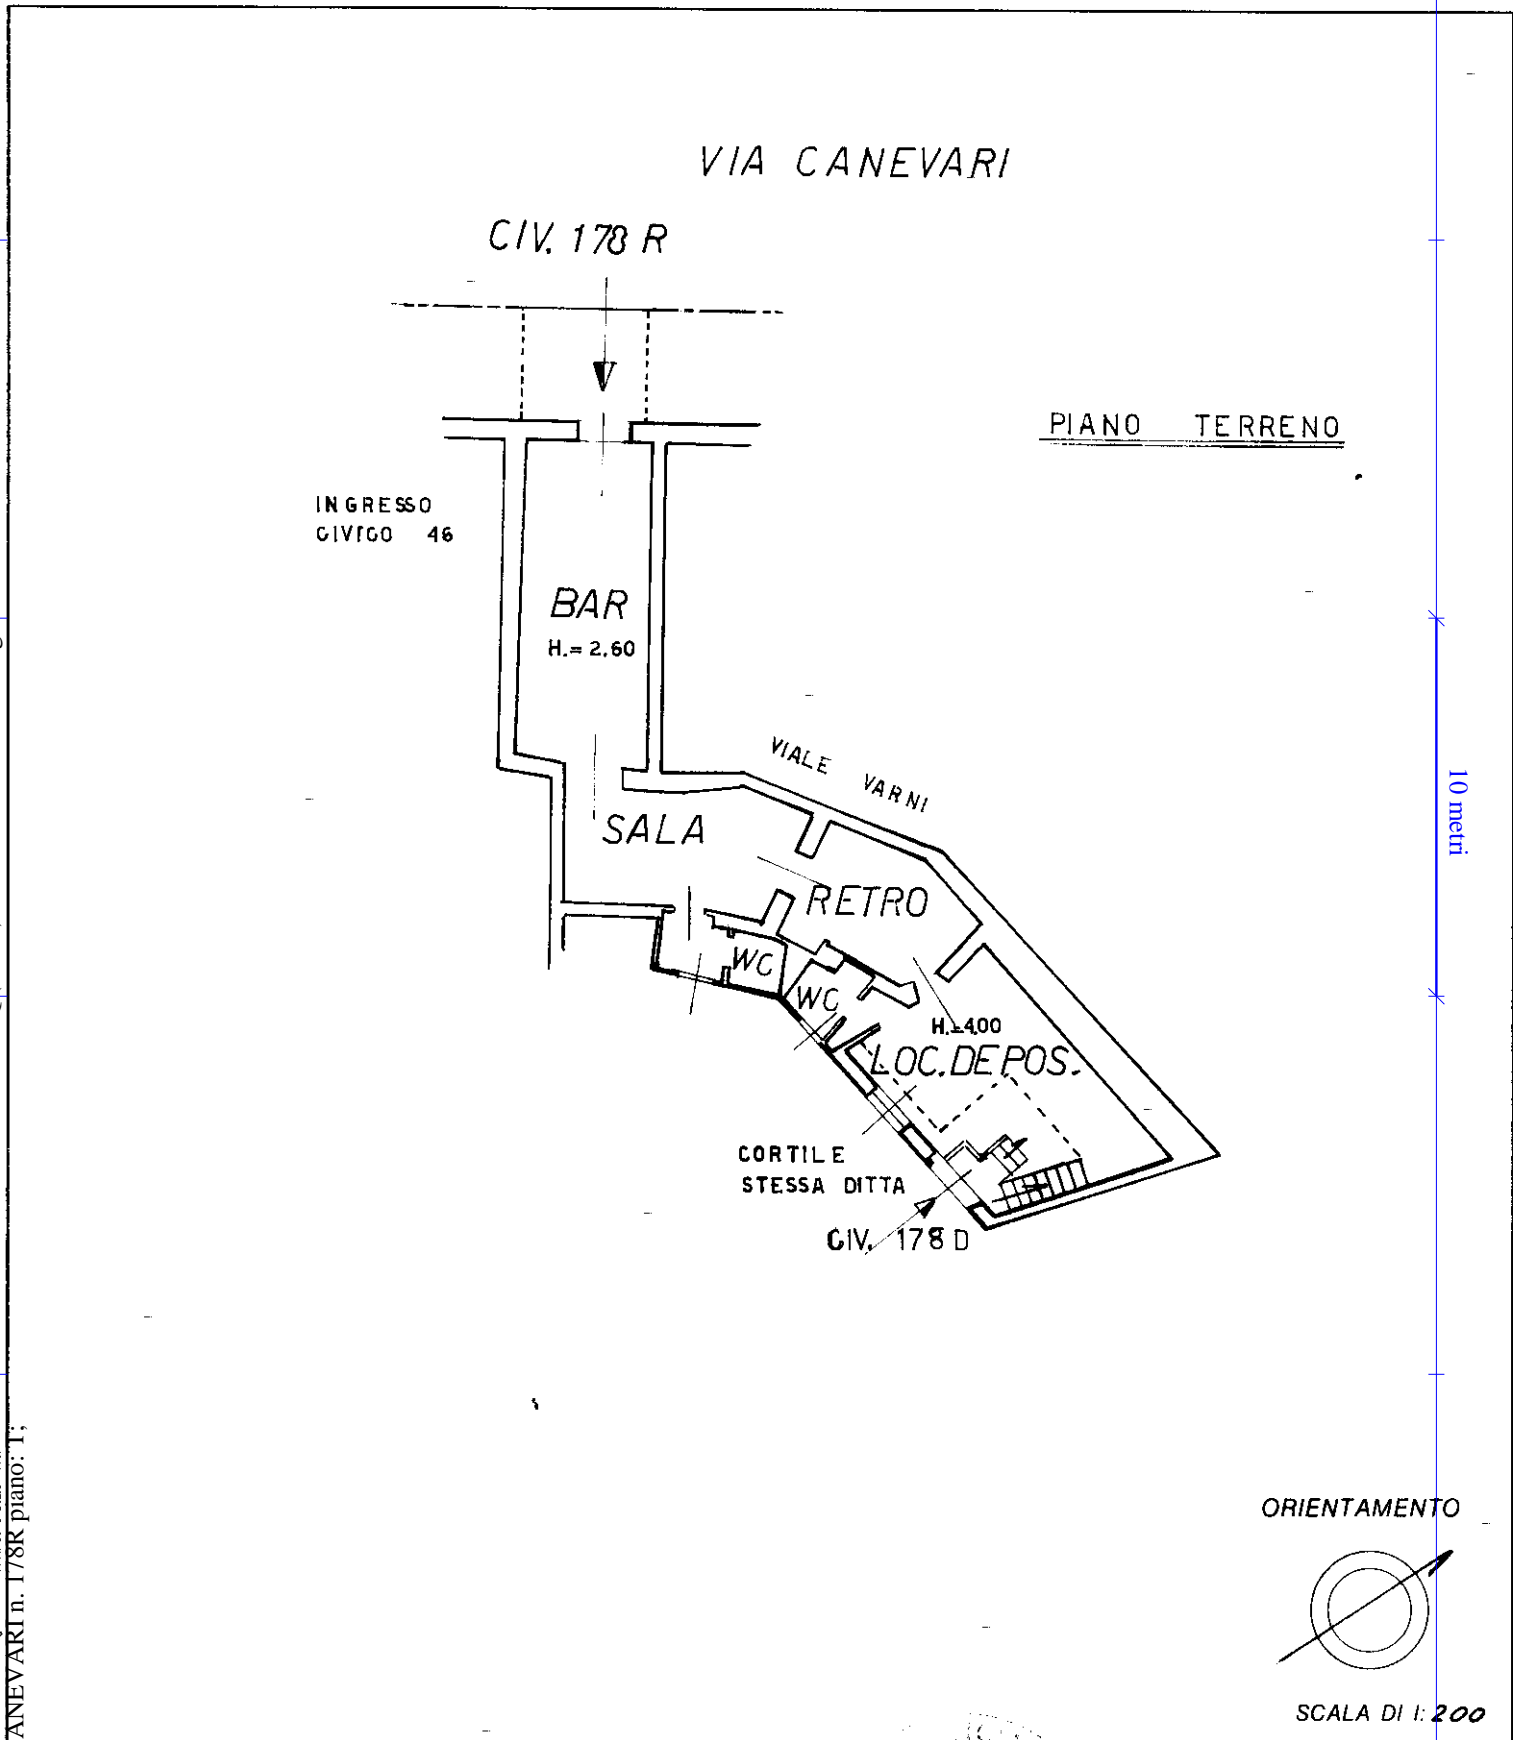 VIA CANEVARI
CIV. 178 R
PIANO TERRENO
INGRESSO
CIVICO 46
BAR
H.= 2.60
VIALE VARNI
10 metri
SALA
RETRO
WC
WC
H.=4.00
LOC. DEPOS.
CORTILE
STESSA DITTA
CIV. 178 D
ANEVARI n. 178R piano: T;
ORIENTAMENTO
SCALA DI 1: 200